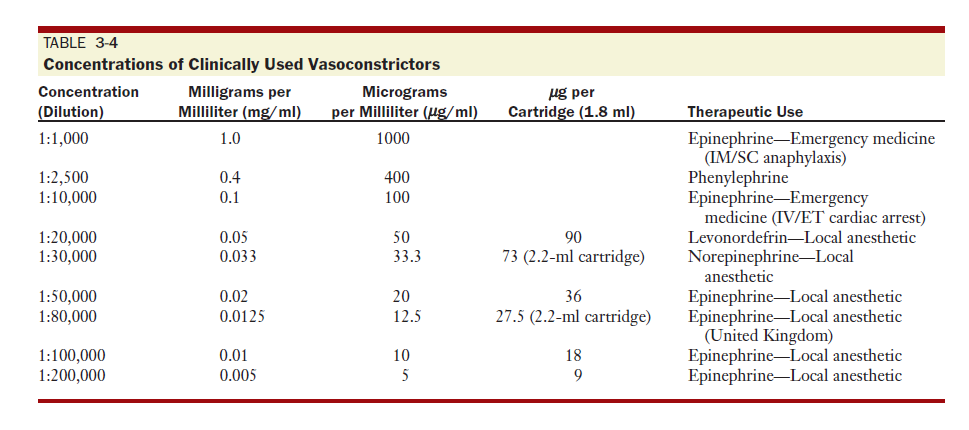 TABLE 3-4
Concentrations of Clinically Used Vasoconstrictors
Concentration Milligrams per Micrograms µg per
(Dilution) Milliliter (mg/ml) per Milliliter (µg/ml) Cartridge (1.8 ml) Therapeutic Use
1:1,000 1.0 1000 Epinephrine—Emergency medicine
(IM/SC anaphylaxis)
1:2,500 0.4 400 Phenylephrine
1:10,000 0.1 100 Epinephrine—Emergency
medicine (IV/ET cardiac arrest)
1:20,000 0.05 50 90 Levonordefrin—Local anesthetic
1:30,000 0.033 33.3 73 (2.2-ml cartridge) Norepinephrine—Local
anesthetic
1:50,000 0.02 20 36 Epinephrine—Local anesthetic
1:80,000 0.0125 12.5 27.5 (2.2-ml cartridge) Epinephrine—Local anesthetic
(United Kingdom)
1:100,000 0.01 10 18 Epinephrine—Local anesthetic
1:200,000 0.005 5 9 Epinephrine—Local anesthetic